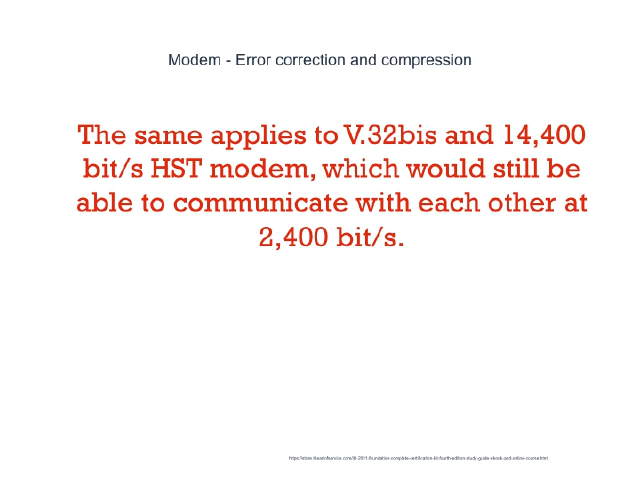 Modem - Error correction and compression
The same applies to V.32bis and 14,400
bit/s HST modem, which would still be
able to communicate with each other at
2,400 bit/s.